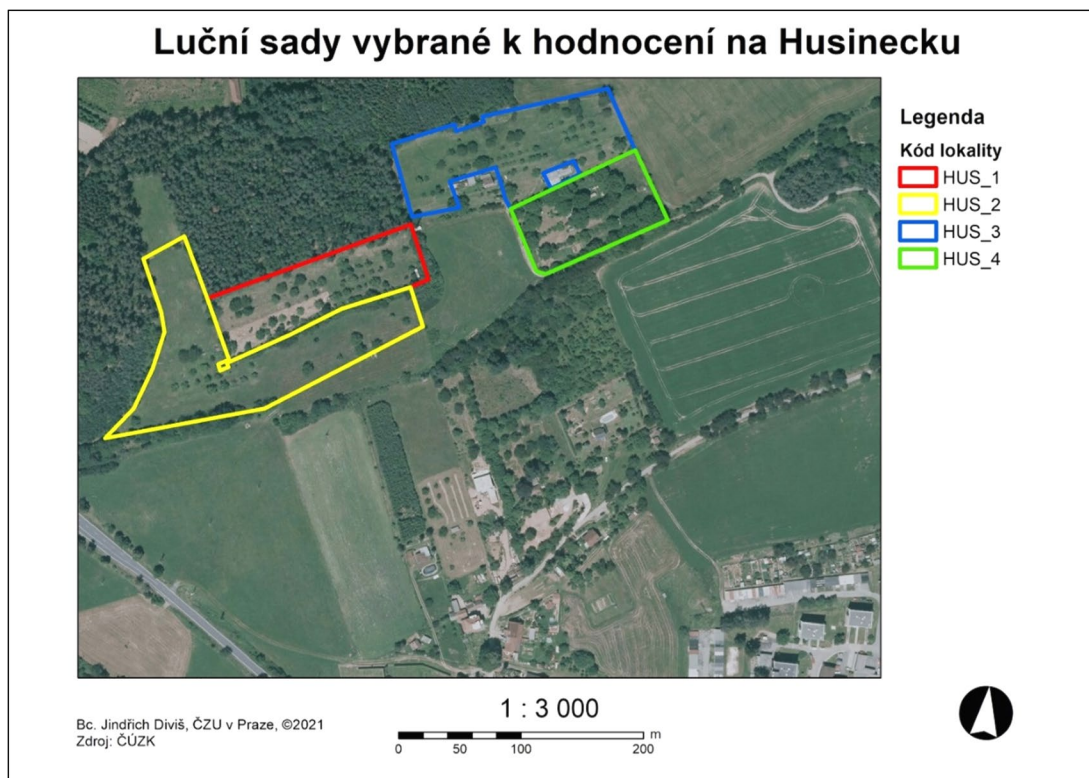 Luční sady vybrané k hodnocení na Husinecku
Legenda
Kód lokality
HUS_1
HUS_2
HUS_3
HUS_4
1 : 3 000
Bc. Jindřich Diviš, ČZU v Praze, ©2021
Zdroj: ČÚZK
0 50 100 200 m